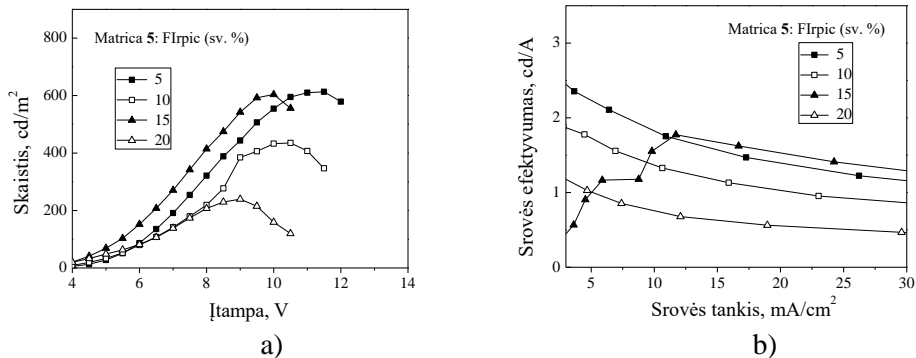 Matrica 5: FIrpic (sv. %)
5
10
15
20
Skaistis, cd/m²
800
600
400
200
0
4 6 8 10 12 14
Įtampa, V
a)
Matrica 5: FIrpic (sv. %)
5
10
15
20
Srovės efektyvumas, cd/A
3
2
1
0
5 10 15 20 25 30
Srovės tankis, mA/cm²
b)